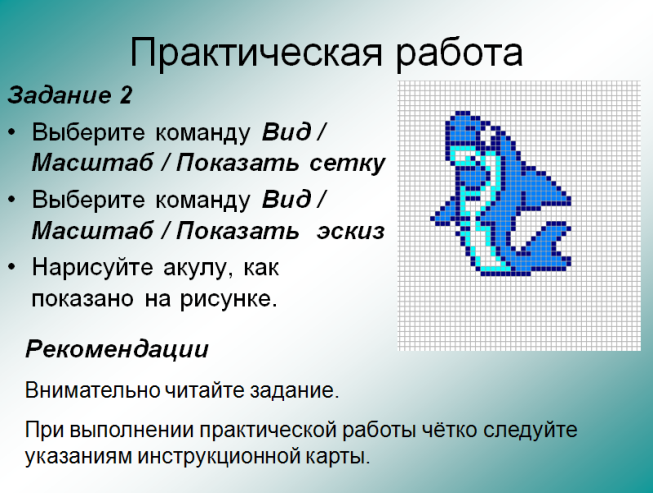 Практическая работа
Задание 2
• Выберите команду Вид /
Масштаб / Показать сетку
• Выберите команду Вид /
Масштаб / Показать эскиз
• Нарисуйте акулу, как
показано на рисунке.
Рекомендации
Внимательно читайте задание.
При выполнении практической работы чётко следуйте
указаниям инструкционной карты.